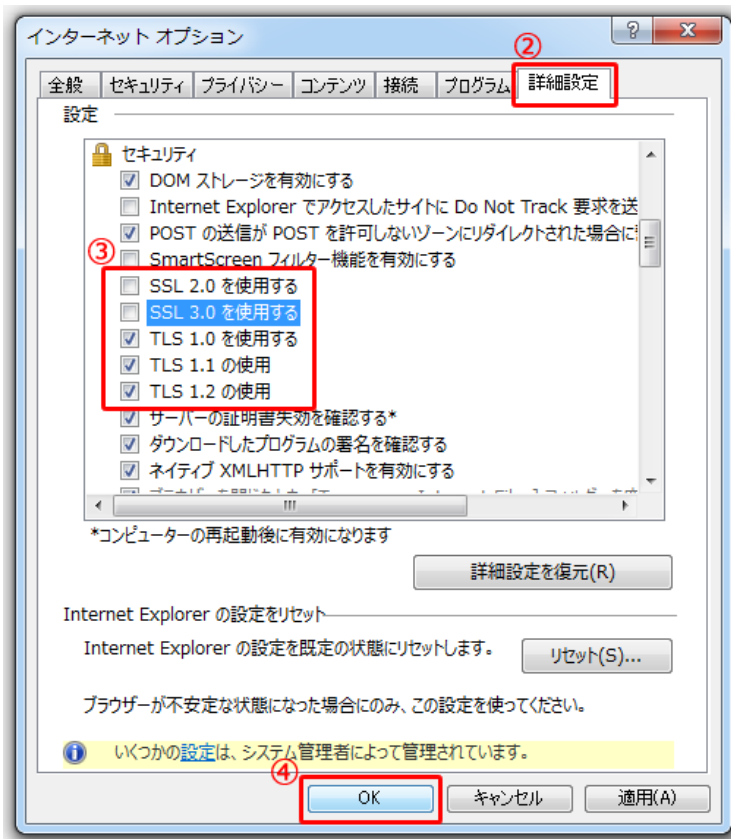 インターネット オプション
②
全般 セキュリティ プライバシー コンテンツ 接続 プログラム 詳細設定
設定
セキュリティ
DOM ストレージを有効にする
Internet Explorer でアクセスしたサイトに Do Not Track 要求を送
POST の送信が POST を許可しないゾーンにリダイレクトされた場合に
③
SmartScreen フィルター機能を有効にする
SSL 2.0 を使用する
SSL 3.0 を使用する
TLS 1.0 を使用する
TLS 1.1 の使用
TLS 1.2 の使用
サーバーの証明書失効を確認する*
ダウンロードしたプログラムの署名を確認する
ネイティブ XMLHTTP サポートを有効にする
*コンピューターの再起動後に有効になります
詳細設定を復元(R)
Internet Explorer の設定をリセット
Internet Explorer の設定を既定の状態にリセットします。
リセット(S)...
ブラウザーが不安定な状態になった場合にのみ、この設定を使ってください。
いくつかの設定は、システム管理者によって管理されています。
④
OK キャンセル 適用(A)